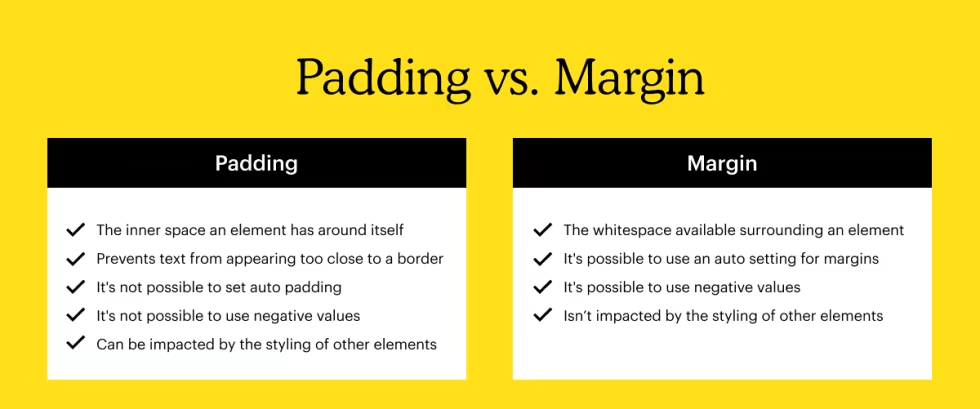 Padding vs. Margin
Padding
The inner space an element has around itself
Prevents text from appearing too close to a border
It's not possible to set auto padding
It's not possible to use negative values
Can be impacted by the styling of other elements
Margin
The whitespace available surrounding an element
It's possible to use an auto setting for margins
It's possible to use negative values
Isn’t impacted by the styling of other elements